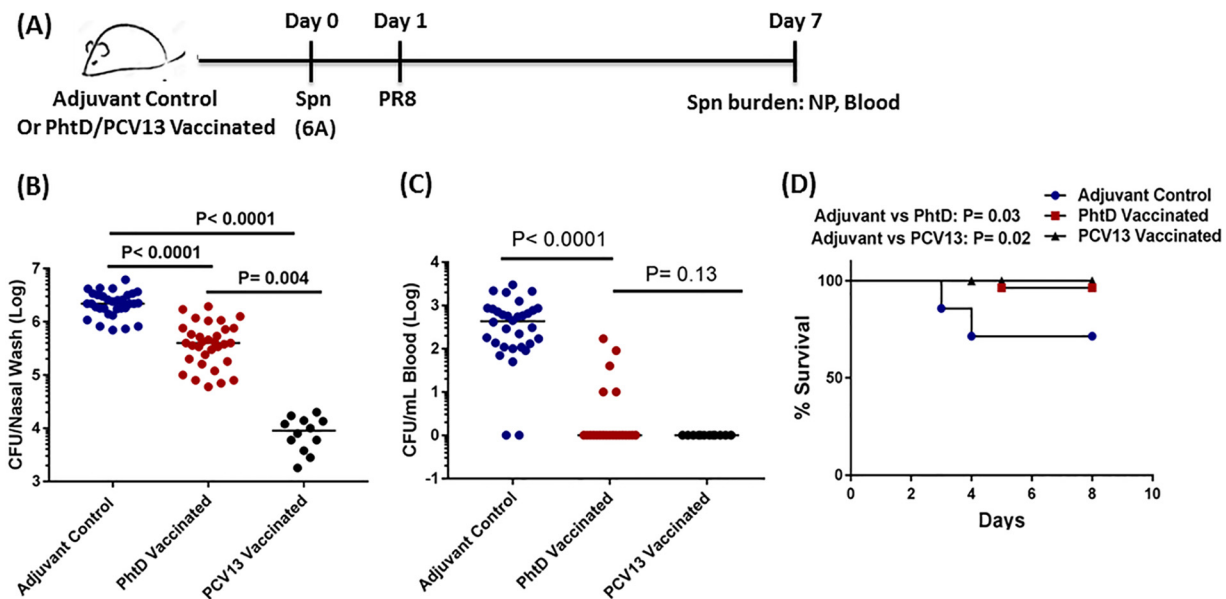 (A)
Day 0
Day 1
Day 7
Adjuvant Control
Or PhtD/PCV13 Vaccinated
Spn
(6A)
PR8
Spn burden: NP, Blood
(B)
P< 0.0001
P< 0.0001
P= 0.004
CFU/Nasal Wash (Log)
7
6
5
4
3
Adjuvant Control
PhtD Vaccinated
PCV13 Vaccinated
(C)
P< 0.0001
P= 0.13
CFU/mL Blood (Log)
4
3
2
1
0
-1
Adjuvant Control
PhtD Vaccinated
PCV13 Vaccinated
(D)
Adjuvant Control
PhtD Vaccinated
PCV13 Vaccinated
Adjuvant vs PhtD: P= 0.03
Adjuvant vs PCV13: P= 0.02
% Survival
100
50
0
0
2
4
6
8
10
Days